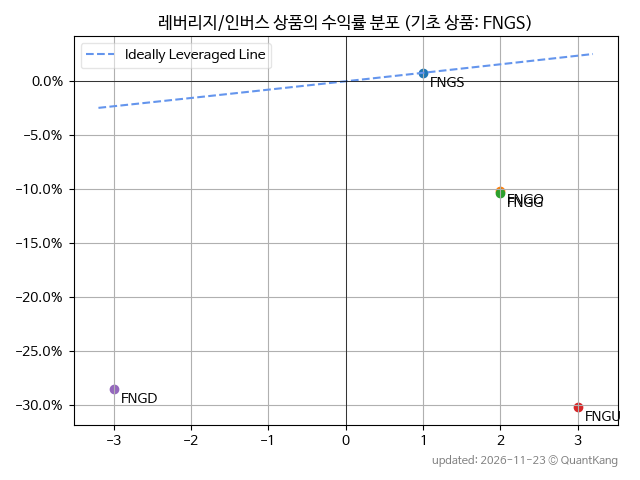 레버리지/인버스 상품의 수익률 분포 (기초 상품: FNGS)
Ideally Leveraged Line
0.0%
FNGS
−5.0%
−10.0%
FNGO
FNGG
−15.0%
−20.0%
−25.0%
FNGD
−30.0%
FNGU
−3 −2 −1 0 1 2 3
updated: 2026-11-23 © QuantKang